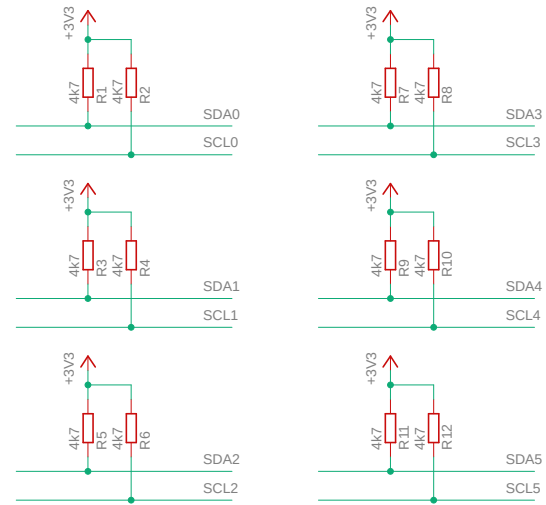 +3V3
4k7
R1
4K7
R2
SDA0
SCL0
+3V3
4k7
R7
4k7
R8
SDA3
SCL3
+3V3
4k7
R3
4k7
R4
SDA1
SCL1
+3V3
4k7
R9
4k7
R10
SDA4
SCL4
+3V3
4k7
R5
4k7
R6
SDA2
SCL2
+3V3
4k7
R11
4k7
R12
SDA5
SCL5